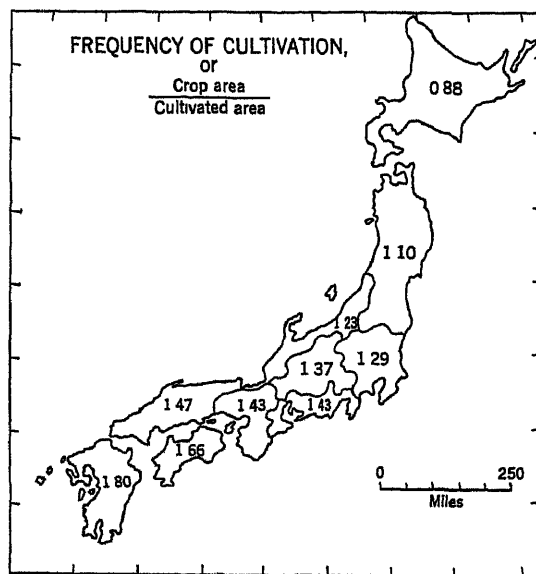 FREQUENCY OF CULTIVATION,
or
Crop area
Cultivated area
0 88
1 10
1 23
1 29
1 37
1 47
1 43
1 43
1 66
1 80
0 250
Miles